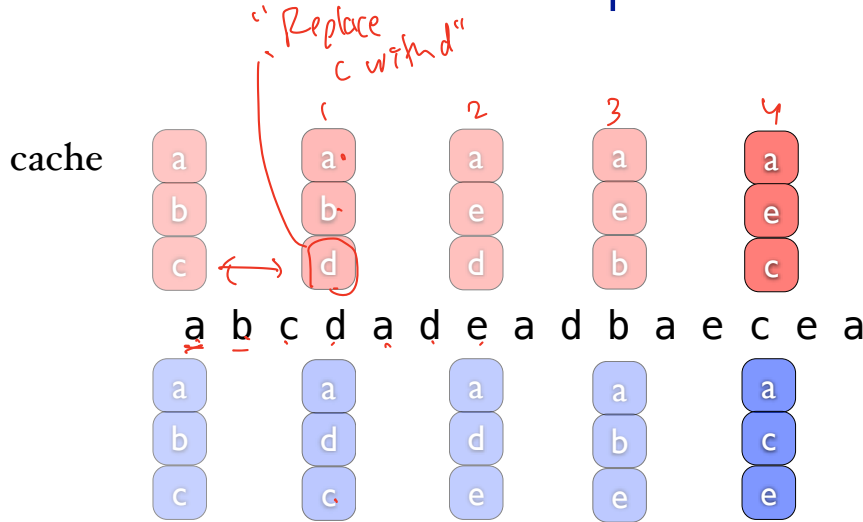 "Replace
c with d"
1 2 3 4
cache
a a a a a
b b e e e
c d d b c
a b c d a d e a d b a e c e a
a a a a a
b d d b c
c c e e e